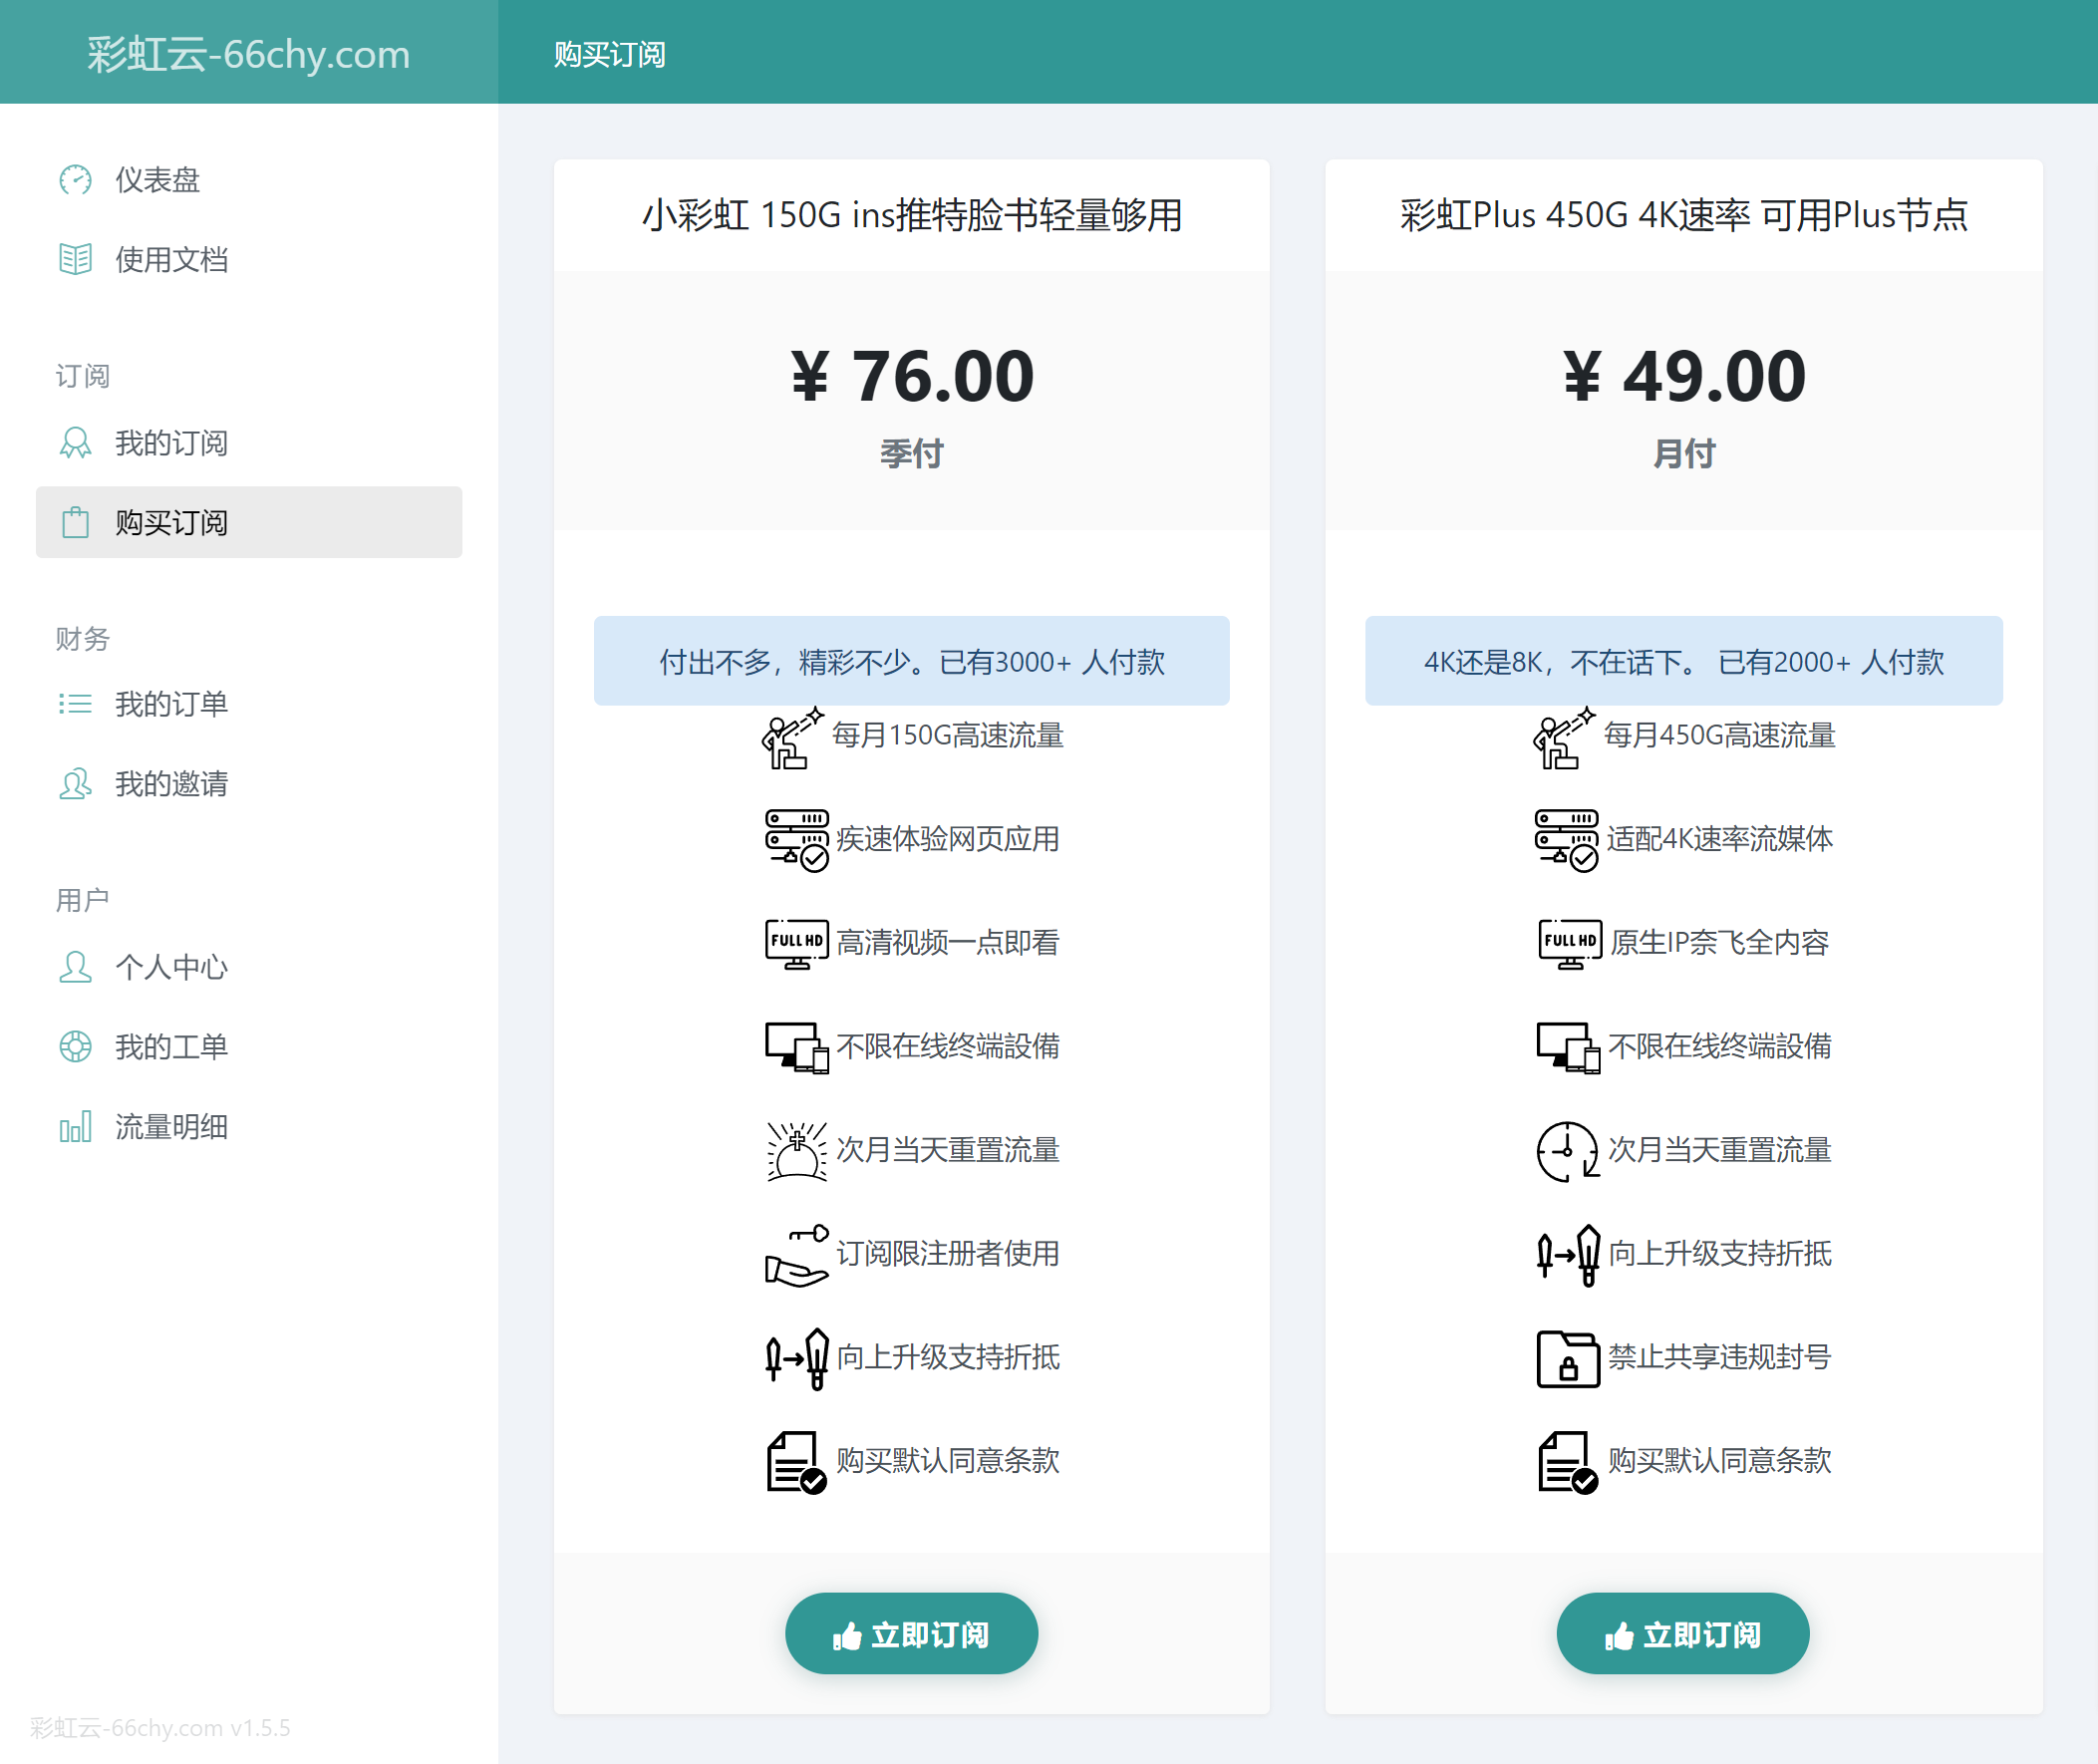 彩虹云-66chy.com
购买订阅
仪表盘
使用文档
订阅
我的订阅
购买订阅
财务
我的订单
我的邀请
用户
个人中心
我的工单
流量明细
彩虹云-66chy.com v1.5.5
小彩虹 150G ins推特脸书轻量够用
¥ 76.00
季付
付出不多，精彩不少。已有3000+ 人付款
每月150G高速流量
疾速体验网页应用
FULL HD 高清视频一点即看
不限在线终端設備
次月当天重置流量
订阅限注册者使用
向上升级支持折抵
购买默认同意条款
立即订阅
彩虹Plus 450G 4K速率 可用Plus节点
¥ 49.00
月付
4K还是8K，不在话下。 已有2000+ 人付款
每月450G高速流量
适配4K速率流媒体
FULL HD 原生IP奈飞全内容
不限在线终端設備
次月当天重置流量
向上升级支持折抵
禁止共享违规封号
购买默认同意条款
立即订阅